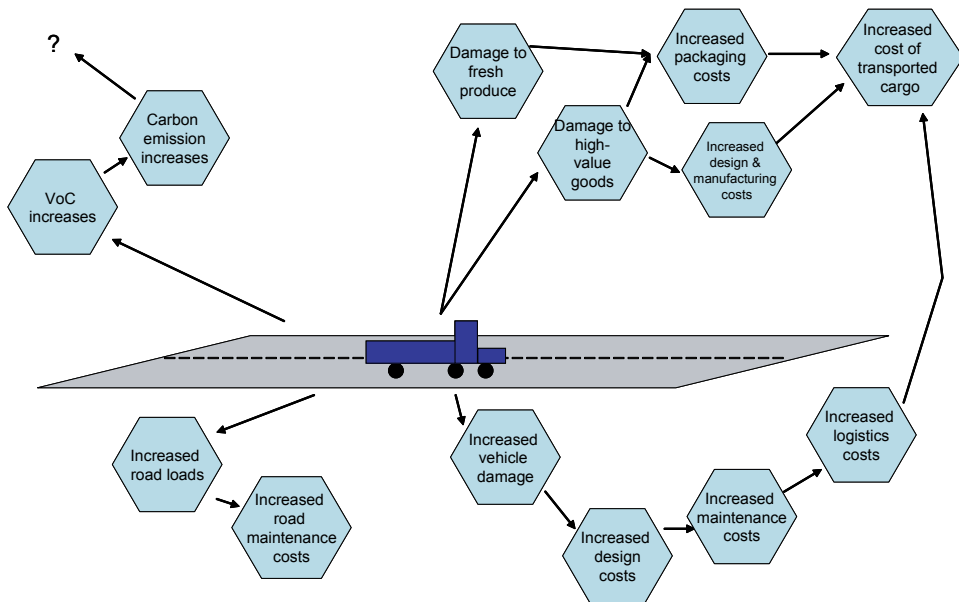 ?
Carbon
emission
increases
VoC
increases
Damage to
fresh
produce
Damage to
high-
value
goods
Increased
packaging
costs
Increased
design &
manufacturing
costs
Increased
cost of
transported
cargo
Increased
road loads
Increased
road
maintenance
costs
Increased
vehicle
damage
Increased
design
costs
Increased
maintenance
costs
Increased
logistics
costs